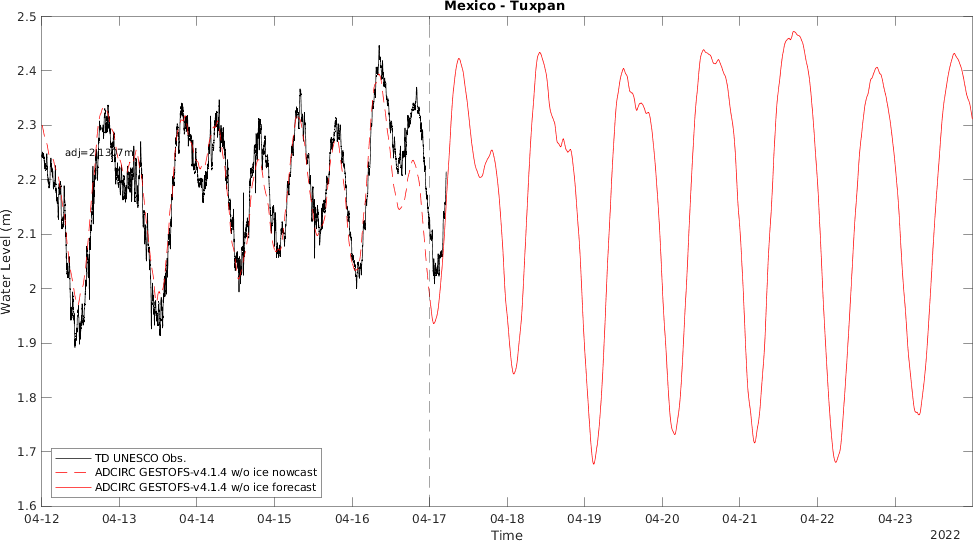 Mexico - Tuxpan
2.5
2.4
2.3
2.2
2.1
2
1.9
1.8
1.7
1.6
Water Level (m)
TD UNESCO Obs.
ADCIRC GESTOFS-v4.1.4 w/o ice nowcast
ADCIRC GESTOFS-v4.1.4 w/o ice forecast
04-12 04-13 04-14 04-15 04-16 04-17 04-18 04-19 04-20 04-21 04-22 04-23
Time
2022